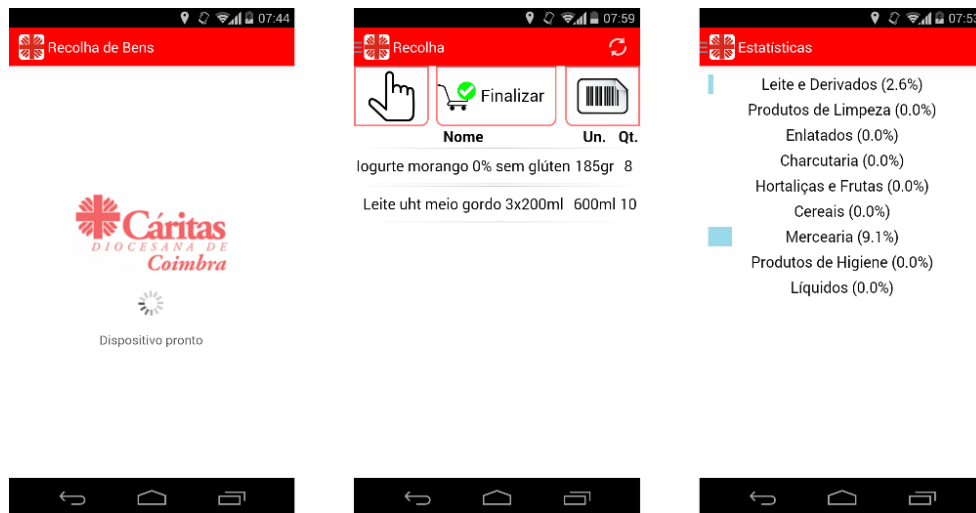 07:44
Recolha de Bens
Cáritas
DIOCESANA DE
Coimbra
Dispositivo pronto
07:59
Recolha
Finalizar
Nome Un. Qt.
Iogurte morango 0% sem glúten 185gr 8
Leite uht meio gordo 3x200ml 600ml 10
07:53
Estatísticas
Leite e Derivados (2.6%)
Produtos de Limpeza (0.0%)
Enlatados (0.0%)
Charcutaria (0.0%)
Hortaliças e Frutas (0.0%)
Cereais (0.0%)
Mercearia (9.1%)
Produtos de Higiene (0.0%)
Líquidos (0.0%)